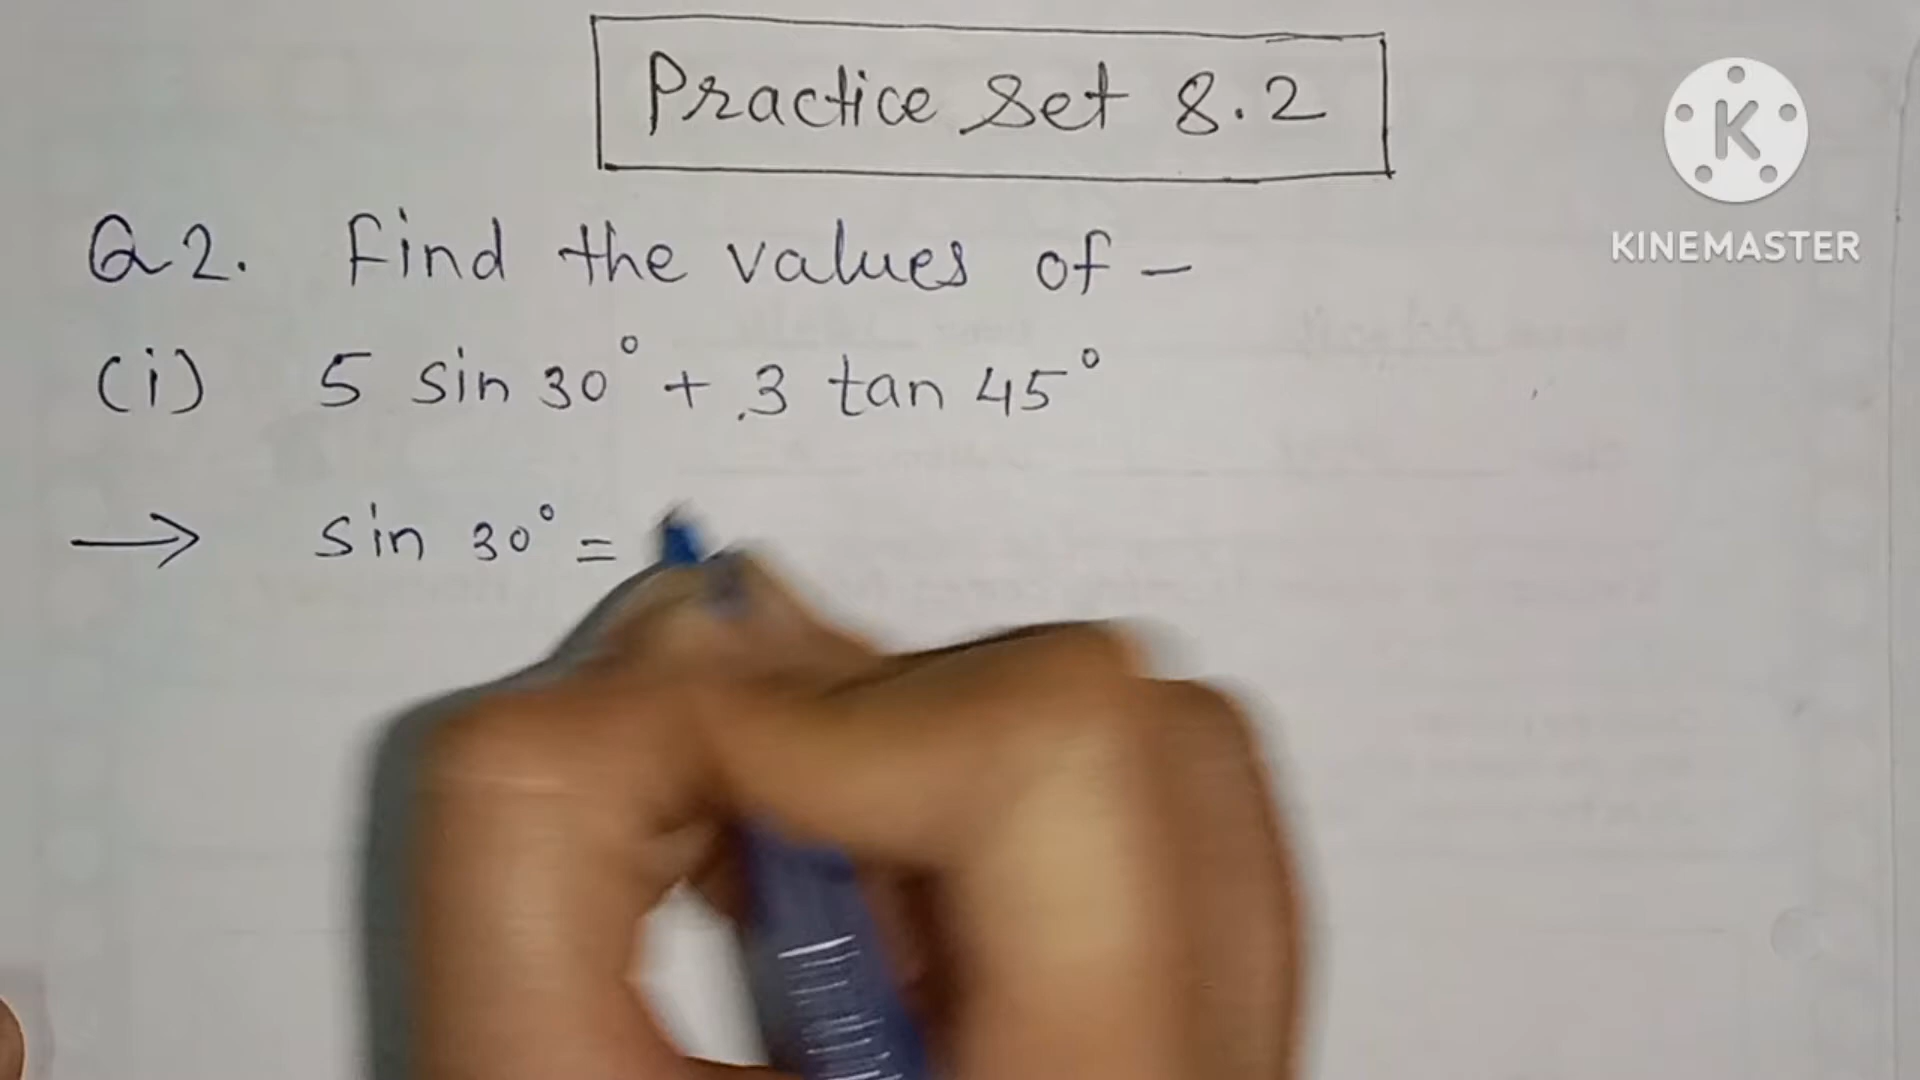 Practice Set 8.2
K
KINEMASTER
Q2. Find the values of -
(i) 5 sin 30° + 3 tan 45°
→ sin 30° =